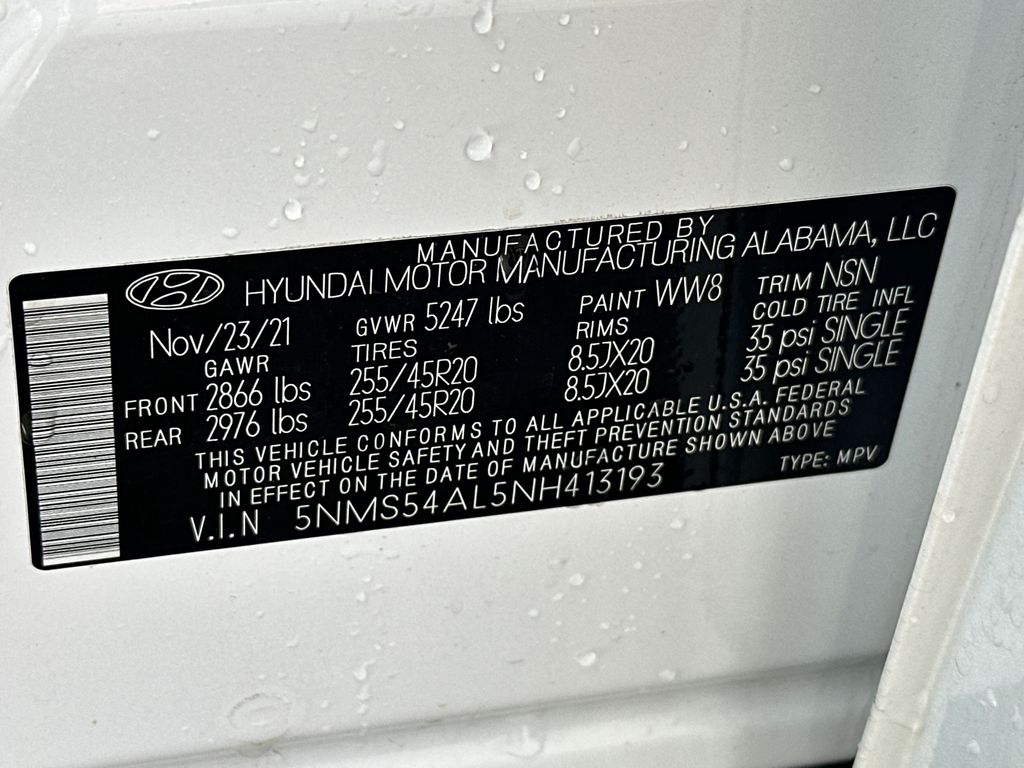 MANUFACTURED BY
HYUNDAI MOTOR MANUFACTURING ALABAMA, LLC
Nov/23/21 GVWR 5247 lbs PAINT WW8 TRIM NSN
GAWR TIRES RIMS COLD TIRE INFL
FRONT 2866 lbs 255/45R20 8.5JX20 35 psi SINGLE
REAR 2976 lbs 255/45R20 8.5JX20 35 psi SINGLE
THIS VEHICLE CONFORMS TO ALL APPLICABLE U.S.A. FEDERAL
MOTOR VEHICLE SAFETY AND THEFT PREVENTION STANDARDS
IN EFFECT ON THE DATE OF MANUFACTURE SHOWN ABOVE
V.I.N 5NMS54AL5NH413193 TYPE: MPV